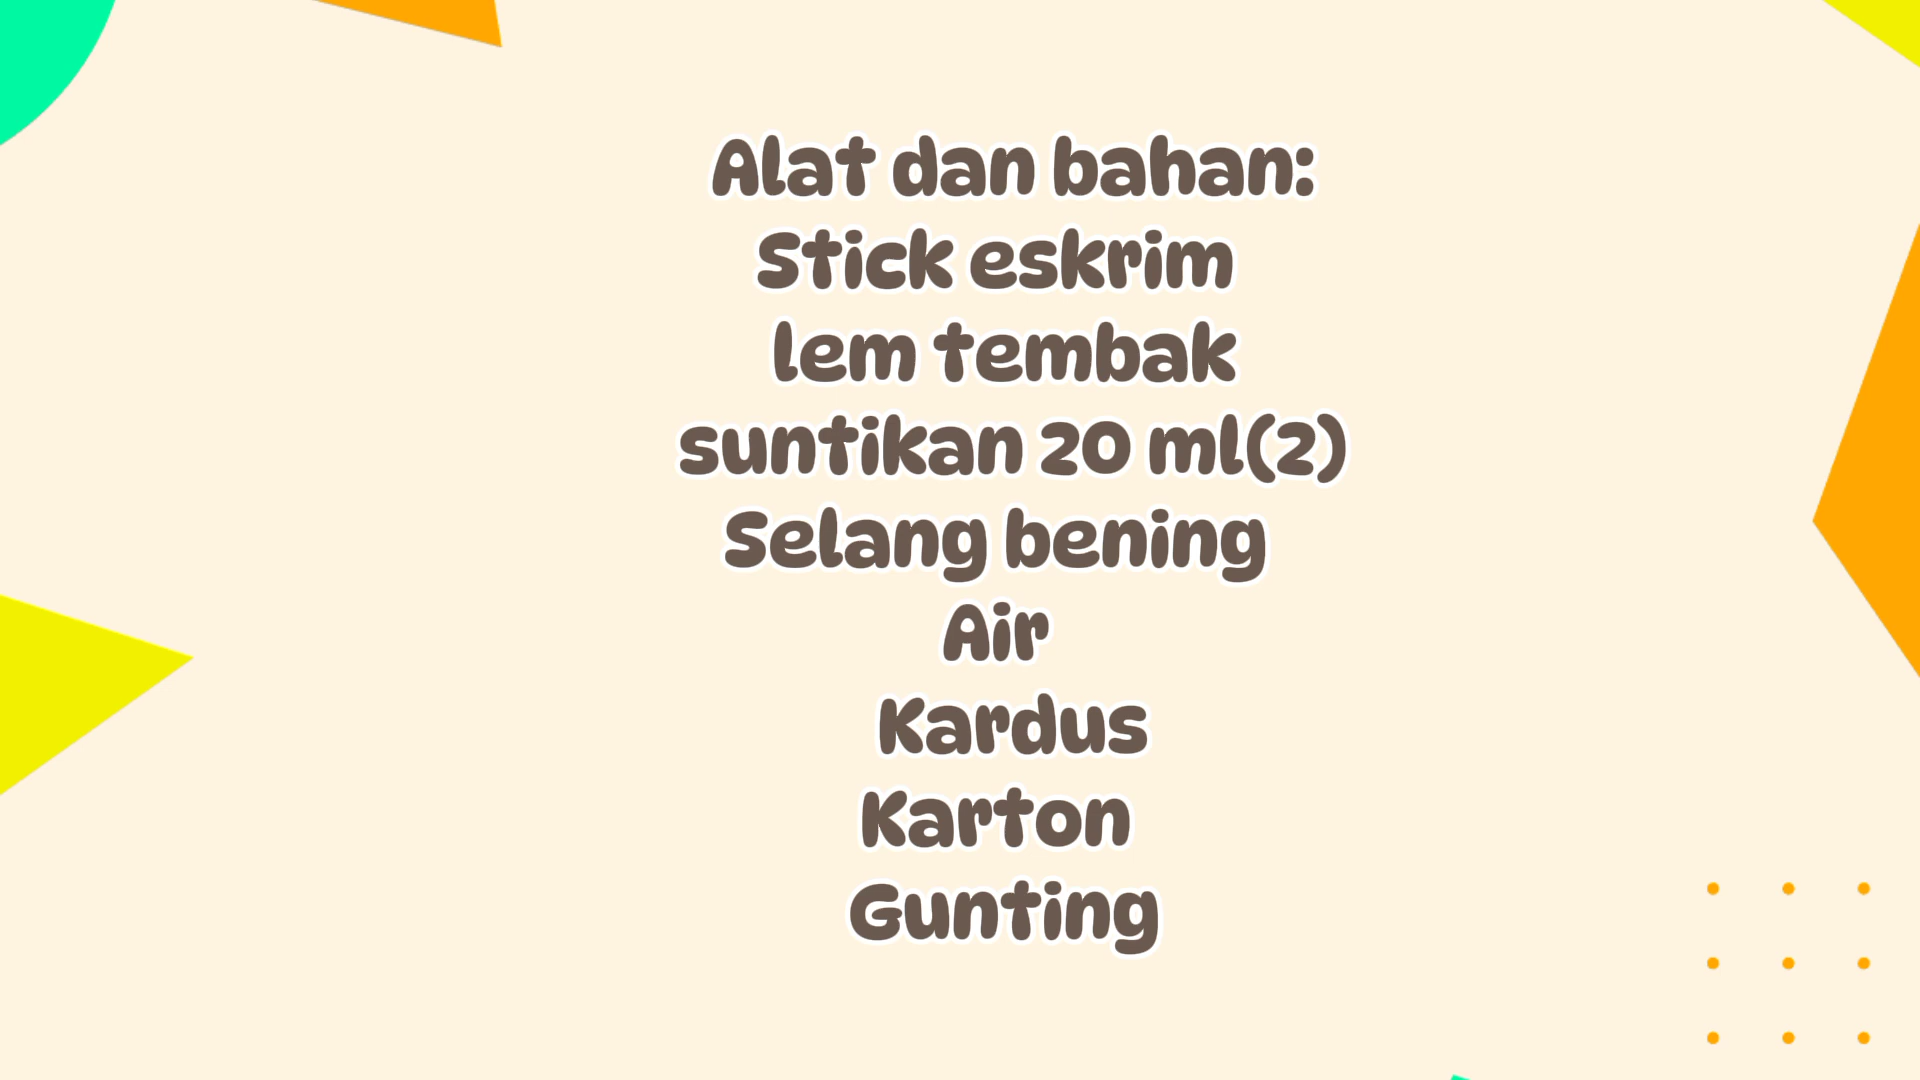 Alat dan bahan:
Stick eskrim
lem tembak
suntikan 20 ml(2)
Selang bening
Air
Kardus
Karton
Gunting